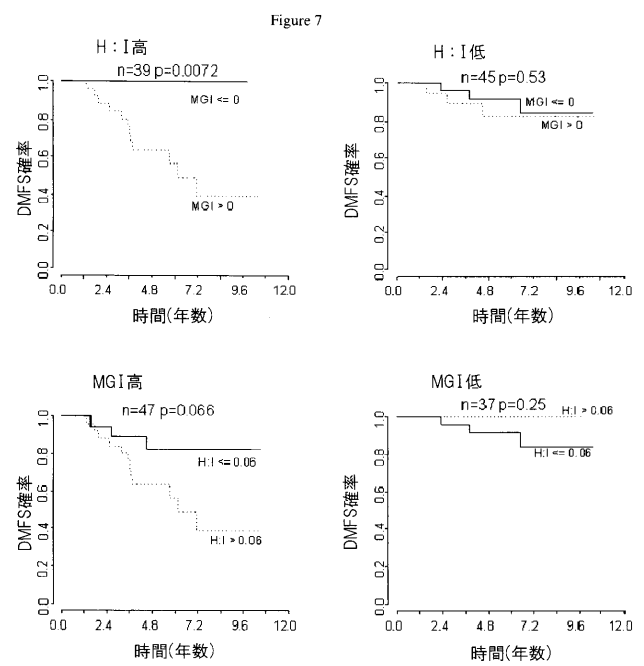 Figure 7
H：I高
n=39 p=0.0072
MGI <= 0
MGI > 0
DMFS確率
0.0 0.2 0.4 0.6 0.8 1.0
0.0 2.4 4.8 7.2 9.6 12.0
時間(年数)
H：I低
n=45 p=0.53
MGI <= 0
MGI > 0
DMFS確率
0.0 0.2 0.4 0.6 0.8 1.0
0.0 2.4 4.8 7.2 9.6 12.0
時間(年数)
MGI高
n=47 p=0.066
H:I <= 0.06
H:I > 0.06
DMFS確率
0.0 0.2 0.4 0.6 0.8 1.0
0.0 2.4 4.8 7.2 9.6 12.0
時間(年数)
MGI低
n=37 p=0.25
H:I > 0.06
H:I <= 0.06
DMFS確率
0.0 0.2 0.4 0.6 0.8 1.0
0.0 2.4 4.8 7.2 9.6 12.0
時間(年数)